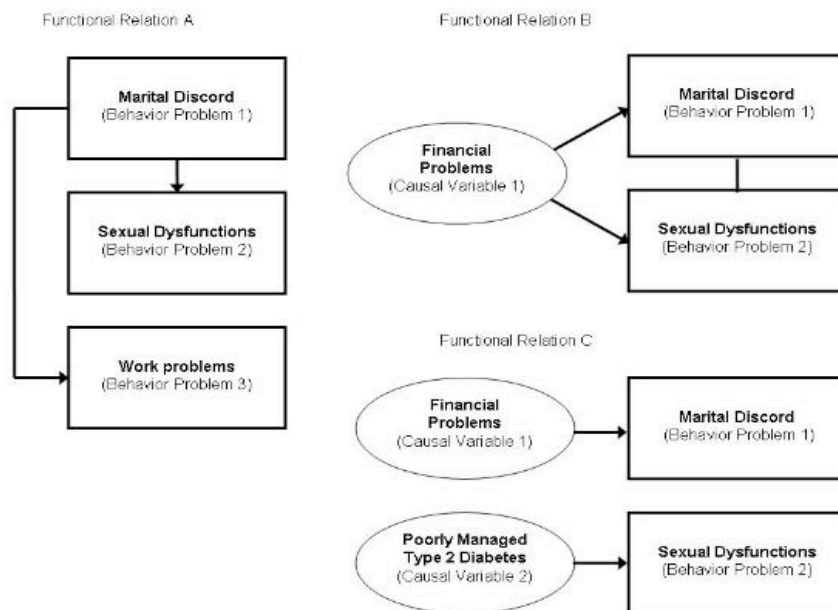 Functional Relation A
Marital Discord
(Behavior Problem 1)
Sexual Dysfunctions
(Behavior Problem 2)
Work problems
(Behavior Problem 3)
Functional Relation B
Financial
Problems
(Causal Variable 1)
Marital Discord
(Behavior Problem 1)
Sexual Dysfunctions
(Behavior Problem 2)
Functional Relation C
Financial
Problems
(Causal Variable 1)
Marital Discord
(Behavior Problem 1)
Poorly Managed
Type 2 Diabetes
(Causal Variable 2)
Sexual Dysfunctions
(Behavior Problem 2)